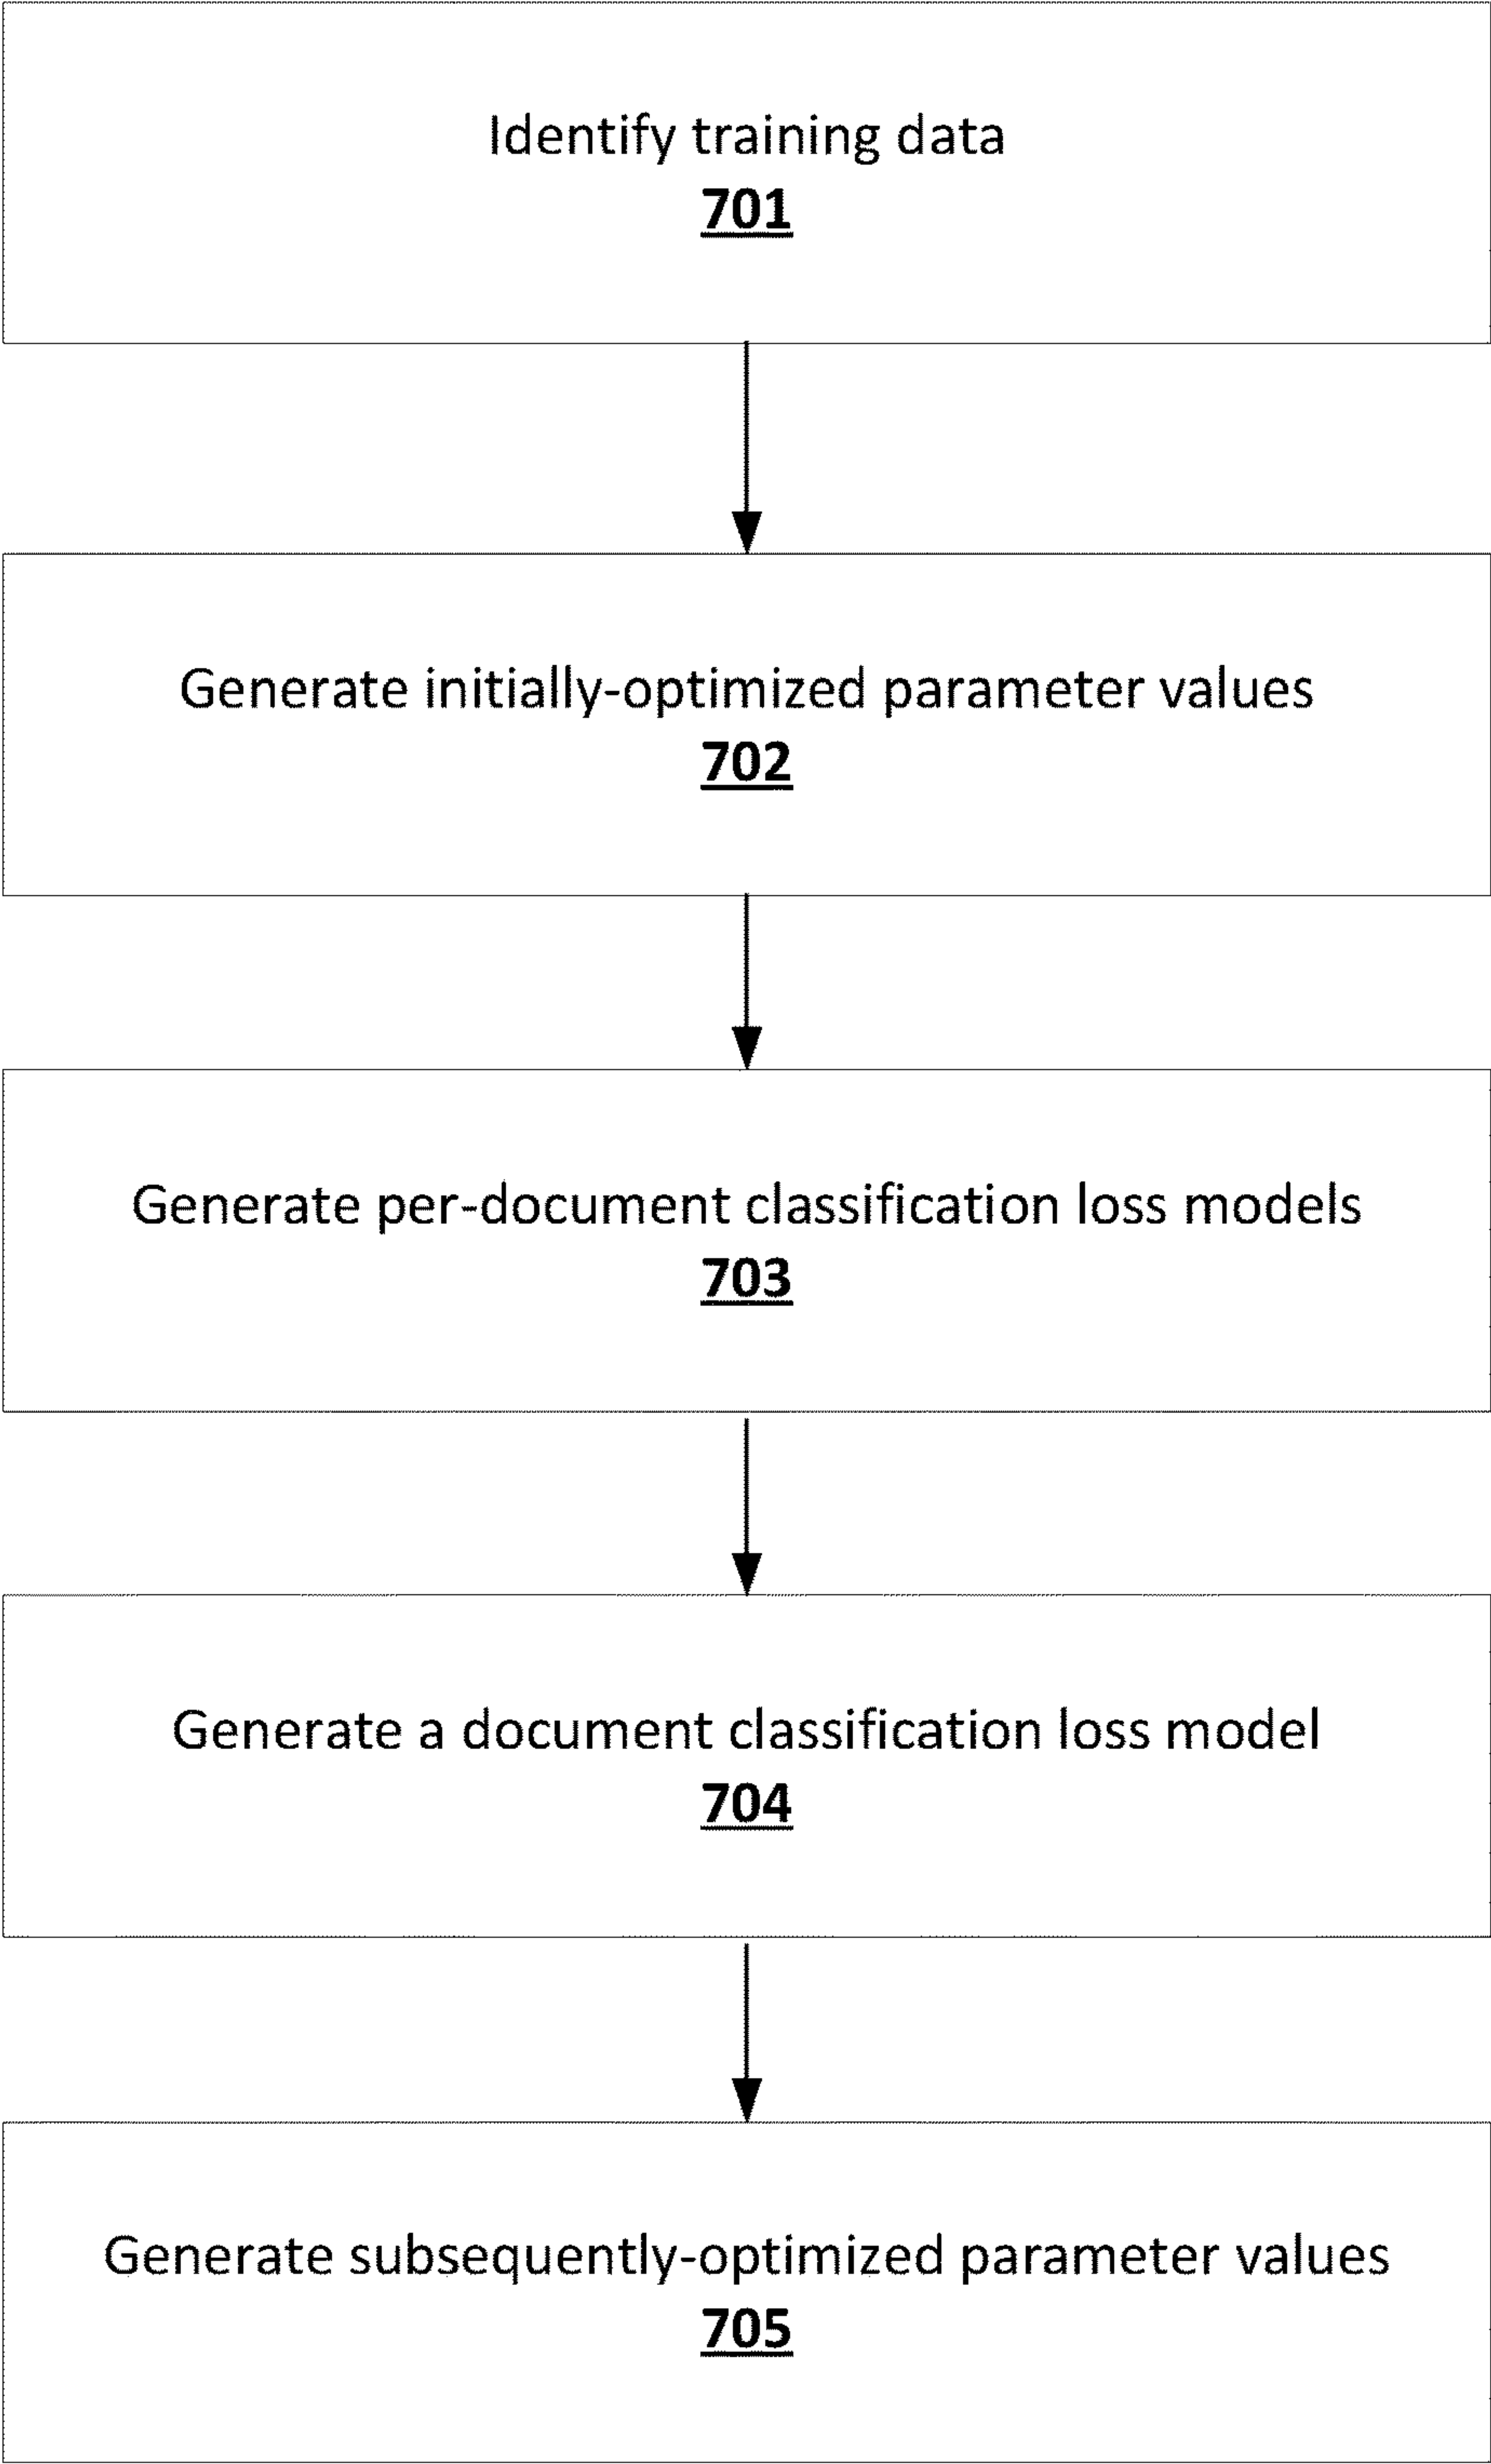 Identify training data
701
Generate initially-optimized parameter values
702
Generate per-document classification loss models
703
Generate a document classification loss model
704
Generate subsequently-optimized parameter values
705